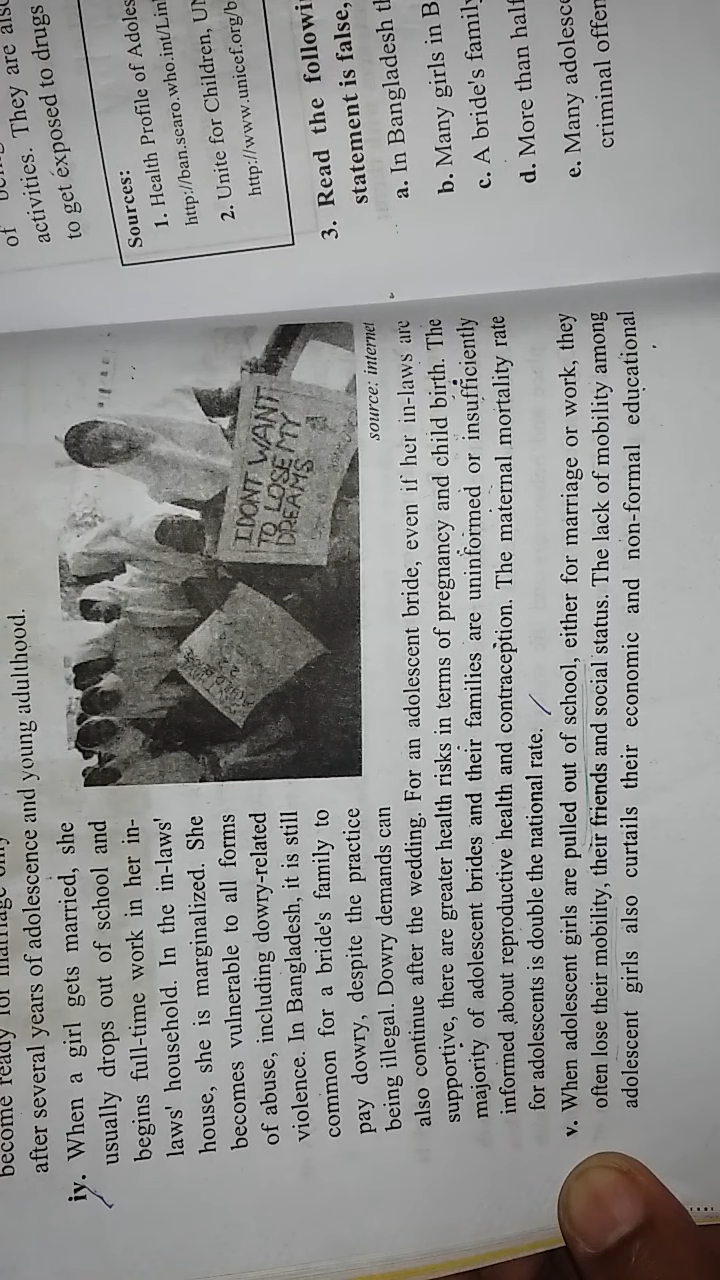 after several years of adolescence and young adulthood.
iv. When a girl gets married, she
usually drops out of school and
begins full-time work in her in-
laws' household. In the in-laws'
house, she is marginalized. She
becomes vulnerable to all forms
of abuse, including dowry-related
violence. In Bangladesh, it is still
common for a bride's family to
pay dowry, despite the practice
being illegal. Dowry demands can
I DONT WANT
TO LOSE MY
DREAMS
source: internet
also continue after the wedding. For an adolescent bride, even if her in-laws are
supportive, there are greater health risks in terms of pregnancy and child birth. The
majority of adolescent brides and their families are uninformed or insufficiently
informed about reproductive health and contraception. The maternal mortality rate
for adolescents is double the national rate.
v. When adolescent girls are pulled out of school, either for marriage or work, they
often lose their mobility, their friends and social status. The lack of mobility among
adolescent girls also curtails their economic and non-formal educational
of
activities. They are also
to get exposed to drugs
Sources:
1. Health Profile of Adoles
http://ban.searo.who.int/Lin
2. Unite for Children, UN
http://www.unicef.org/b
3. Read the followi
statement is false,
a. In Bangladesh t
b. Many girls in B
c. A bride's family
d. More than half
e. Many adolesce
criminal offen